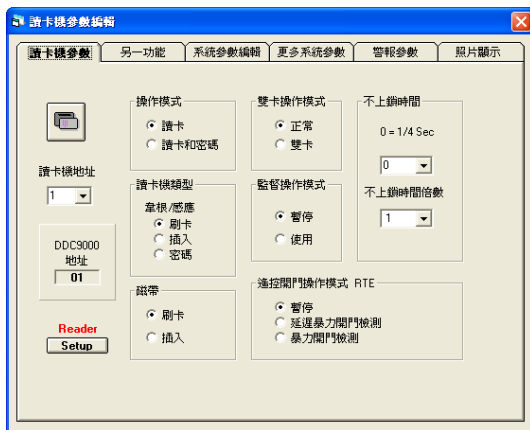 讀卡機參數編輯
讀卡機參數
另一功能
系統參數編輯
更多系統參數
警報參數
照片顯示
讀卡機地址
1
DDC9000
地址
01
Reader
Setup
操作模式
讀卡
讀卡和密碼
讀卡機類型
韋根/感應
刷卡
插入
密碼
磁帶
刷卡
插入
雙卡操作模式
正常
雙卡
監督操作模式
暫停
使用
不上鎖時間
0 = 1/4 Sec
0
不上鎖時間倍數
1
遙控開門操作模式 RTE
暫停
延遲暴力開門檢測
暴力開門檢測